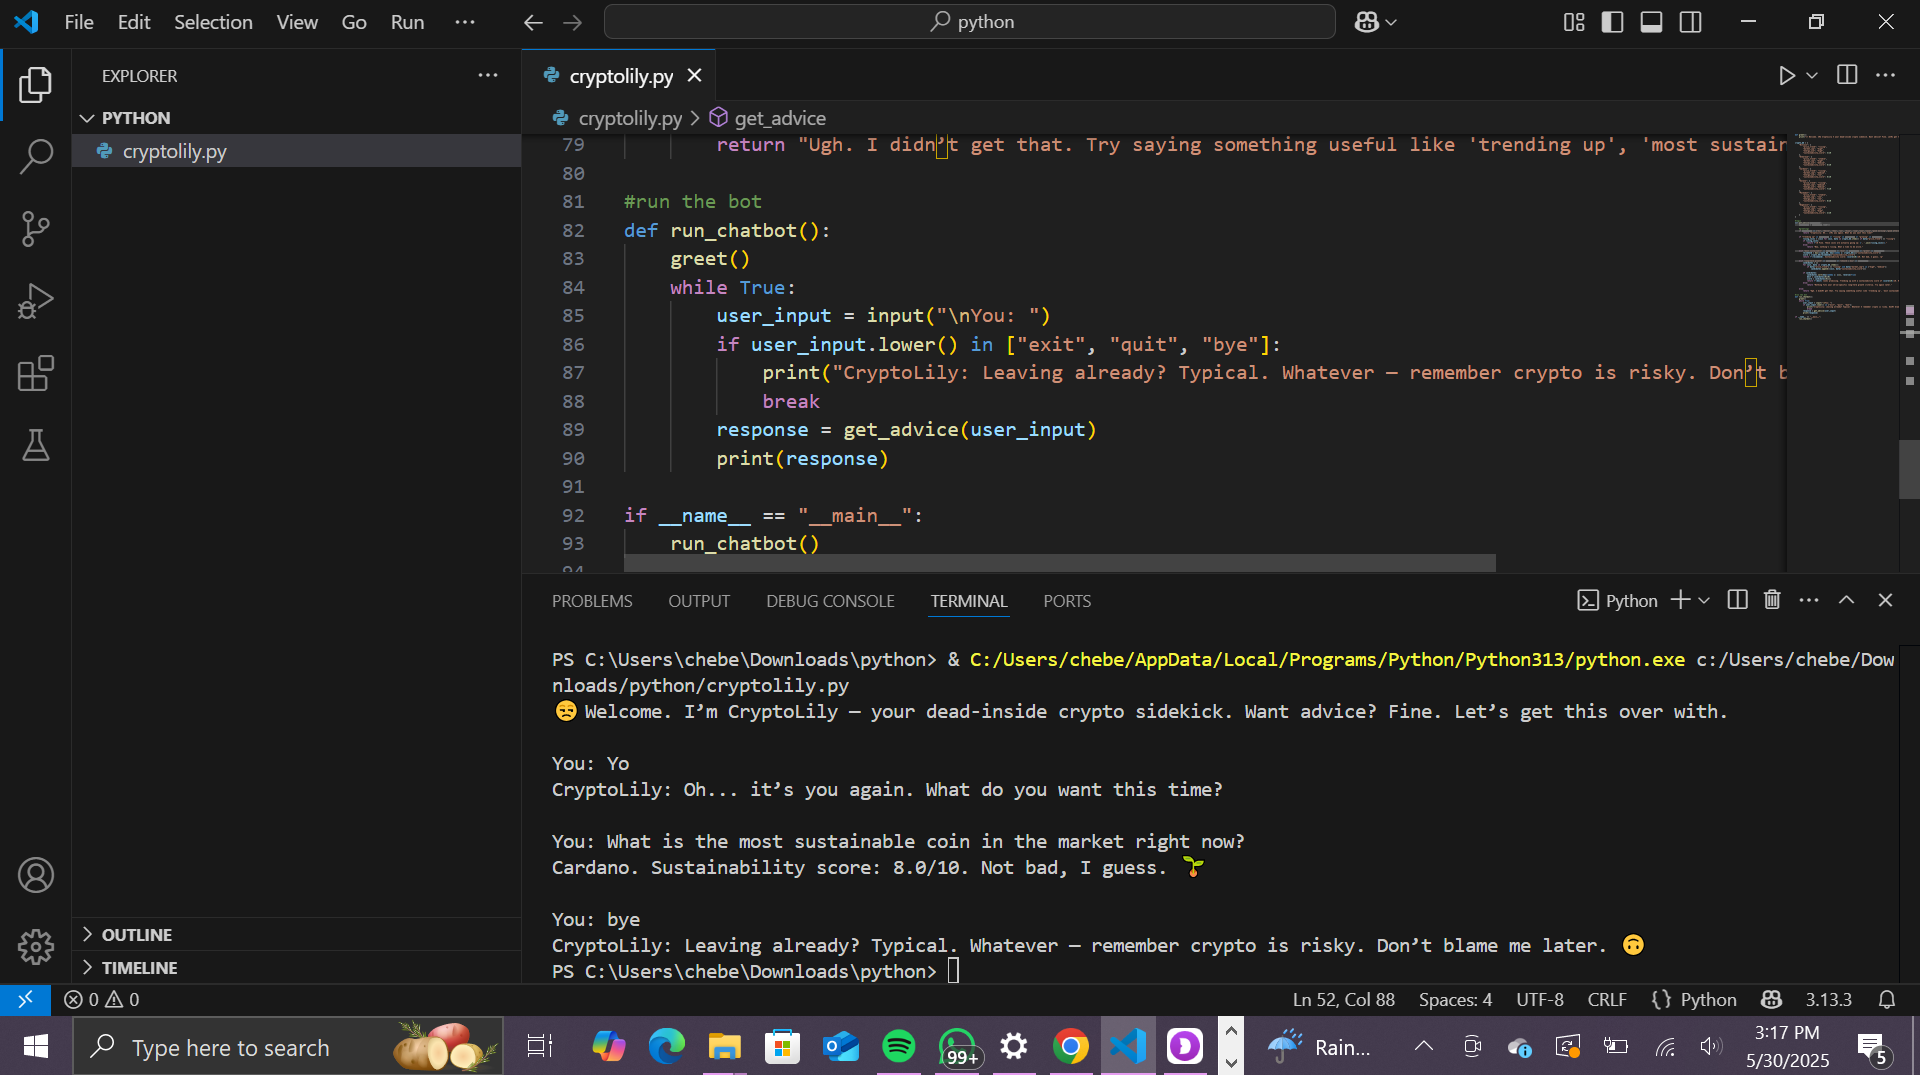 File Edit Selection View Go Run ...
python
EXPLORER
PYTHON
cryptolily.py
OUTLINE
TIMELINE
cryptolily.py
cryptolily.py > get_advice
79 return "Ugh. I didn’t get that. Try saying something useful like 'trending up', 'most sustain
80
81 #run the bot
82 def run_chatbot():
83 greet()
84 while True:
85 user_input = input("\nYou: ")
86 if user_input.lower() in ["exit", "quit", "bye"]:
87 print("CryptoLily: Leaving already? Typical. Whatever — remember crypto is risky. Don’t b
88 break
89 response = get_advice(user_input)
90 print(response)
91
92 if __name__ == "__main__":
93 run_chatbot()
94
PROBLEMS OUTPUT DEBUG CONSOLE TERMINAL PORTS
Python
PS C:\Users\chebe\Downloads\python> & C:/Users/chebe/AppData/Local/Programs/Python/Python313/python.exe c:/Users/chebe/Dow
nloads/python/cryptolily.py
😒 Welcome. I’m CryptoLily — your dead-inside crypto sidekick. Want advice? Fine. Let’s get this over with.
You: Yo
CryptoLily: Oh... it’s you again. What do you want this time?
You: What is the most sustainable coin in the market right now?
Cardano. Sustainability score: 8.0/10. Not bad, I guess. 🌱
You: bye
CryptoLily: Leaving already? Typical. Whatever — remember crypto is risky. Don’t blame me later. 🙃
PS C:\Users\chebe\Downloads\python>
0 0
Ln 52, Col 88 Spaces: 4 UTF-8 CRLF {} Python 3.13.3
Type here to search
99+
Rain...
3:17 PM
5/30/2025
5